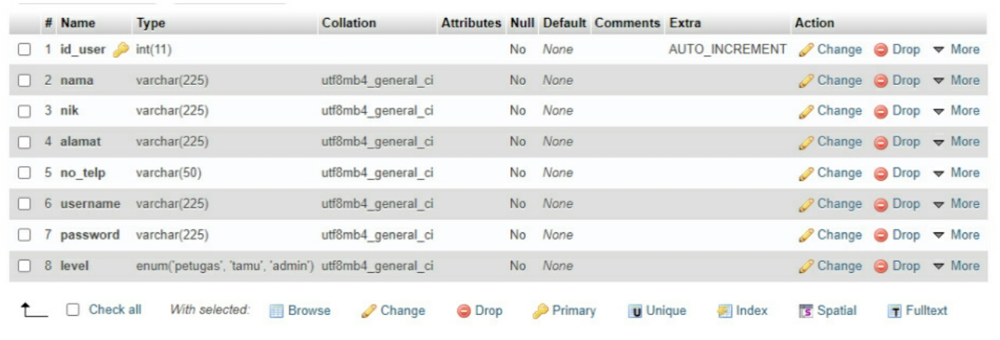 # Name Type Collation Attributes Null Default Comments Extra Action
1 id_user int(11) No None AUTO_INCREMENT Change Drop More
2 nama varchar(225) utf8mb4_general_ci No None Change Drop More
3 nik varchar(225) utf8mb4_general_ci No None Change Drop More
4 alamat varchar(225) utf8mb4_general_ci No None Change Drop More
5 no_telp varchar(50) utf8mb4_general_ci No None Change Drop More
6 username varchar(225) utf8mb4_general_ci No None Change Drop More
7 password varchar(225) utf8mb4_general_ci No None Change Drop More
8 level enum('petugas', 'tamu', 'admin') utf8mb4_general_ci No None Change Drop More
Check all With selected: Browse Change Drop Primary Unique Index Spatial Fulltext